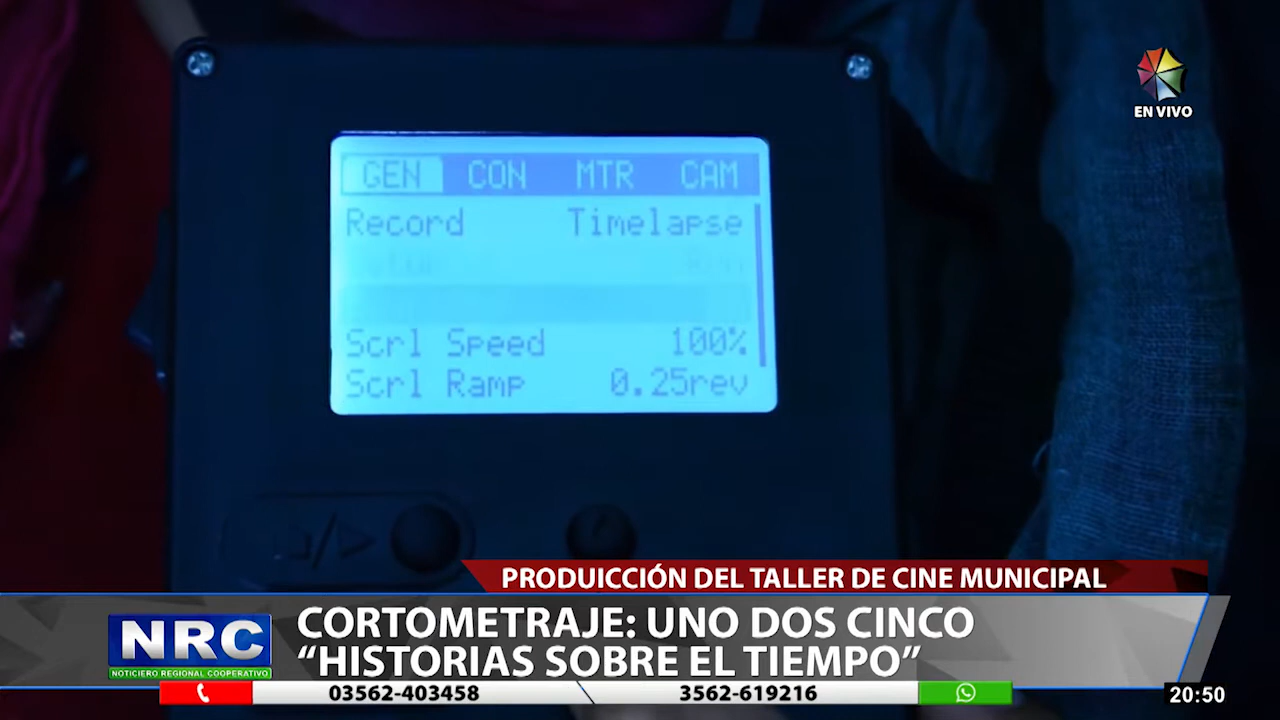 EN VIVO
GEN CON MTR CAM
Record Timelapse
Scrl Speed 100%
Scrl Ramp 0.25rev
PRODUICCIÓN DEL TALLER DE CINE MUNICIPAL
NRC
NOTICIERO REGIONAL COOPERATIVO
CORTOMETRAJE: UNO DOS CINCO
“HISTORIAS SOBRE EL TIEMPO”
03562-403458 3562-619216
20:50